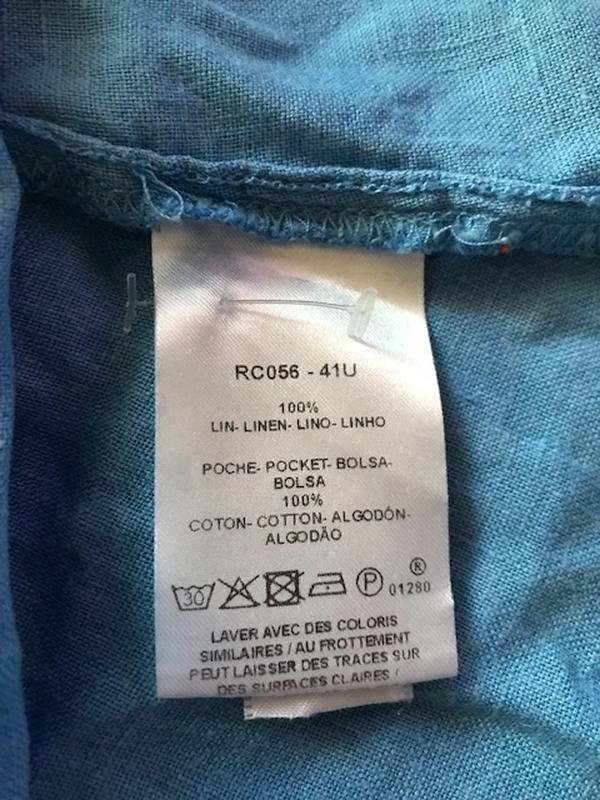 RC056 - 41U
100%
LIN- LINEN- LINO- LINHO
POCHE- POCKET- BOLSA-
BOLSA
100%
COTON- COTTON- ALGODÓN-
ALGODÃO
30 P ® 01280
LAVER AVEC DES COLORIS
SIMILAIRES / AU FROTTEMENT
PEUT LAISSER DES TRACES SUR
DES SURFACES CLAIRES /